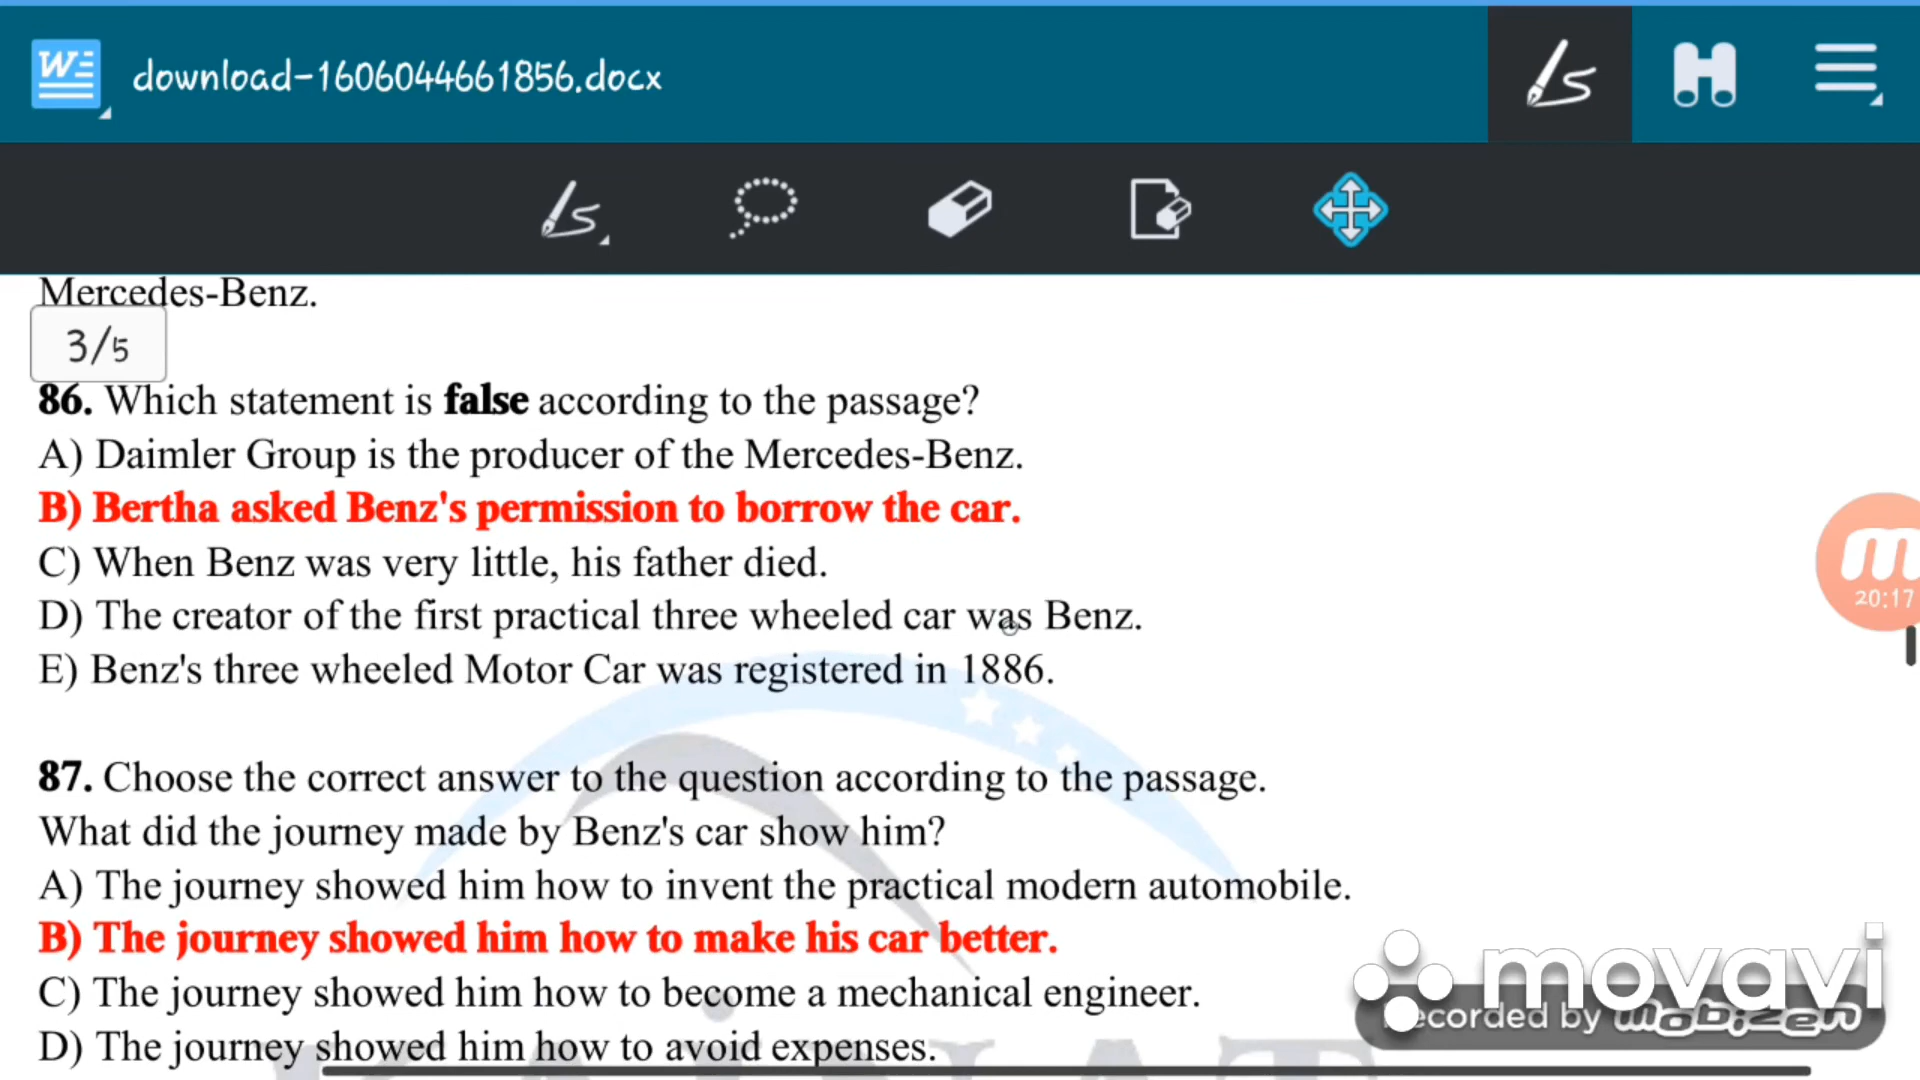 download-1606044661856.docx
Mercedes-Benz.
3/5
86. Which statement is false according to the passage?
A) Daimler Group is the producer of the Mercedes-Benz.
B) Bertha asked Benz's permission to borrow the car.
C) When Benz was very little, his father died.
D) The creator of the first practical three wheeled car was Benz.
E) Benz's three wheeled Motor Car was registered in 1886.
20:17
87. Choose the correct answer to the question according to the passage.
What did the journey made by Benz's car show him?
A) The journey showed him how to invent the practical modern automobile.
B) The journey showed him how to make his car better.
C) The journey showed him how to become a mechanical engineer.
D) The journey showed him how to avoid expenses.
movavi
ecorded by mobizen